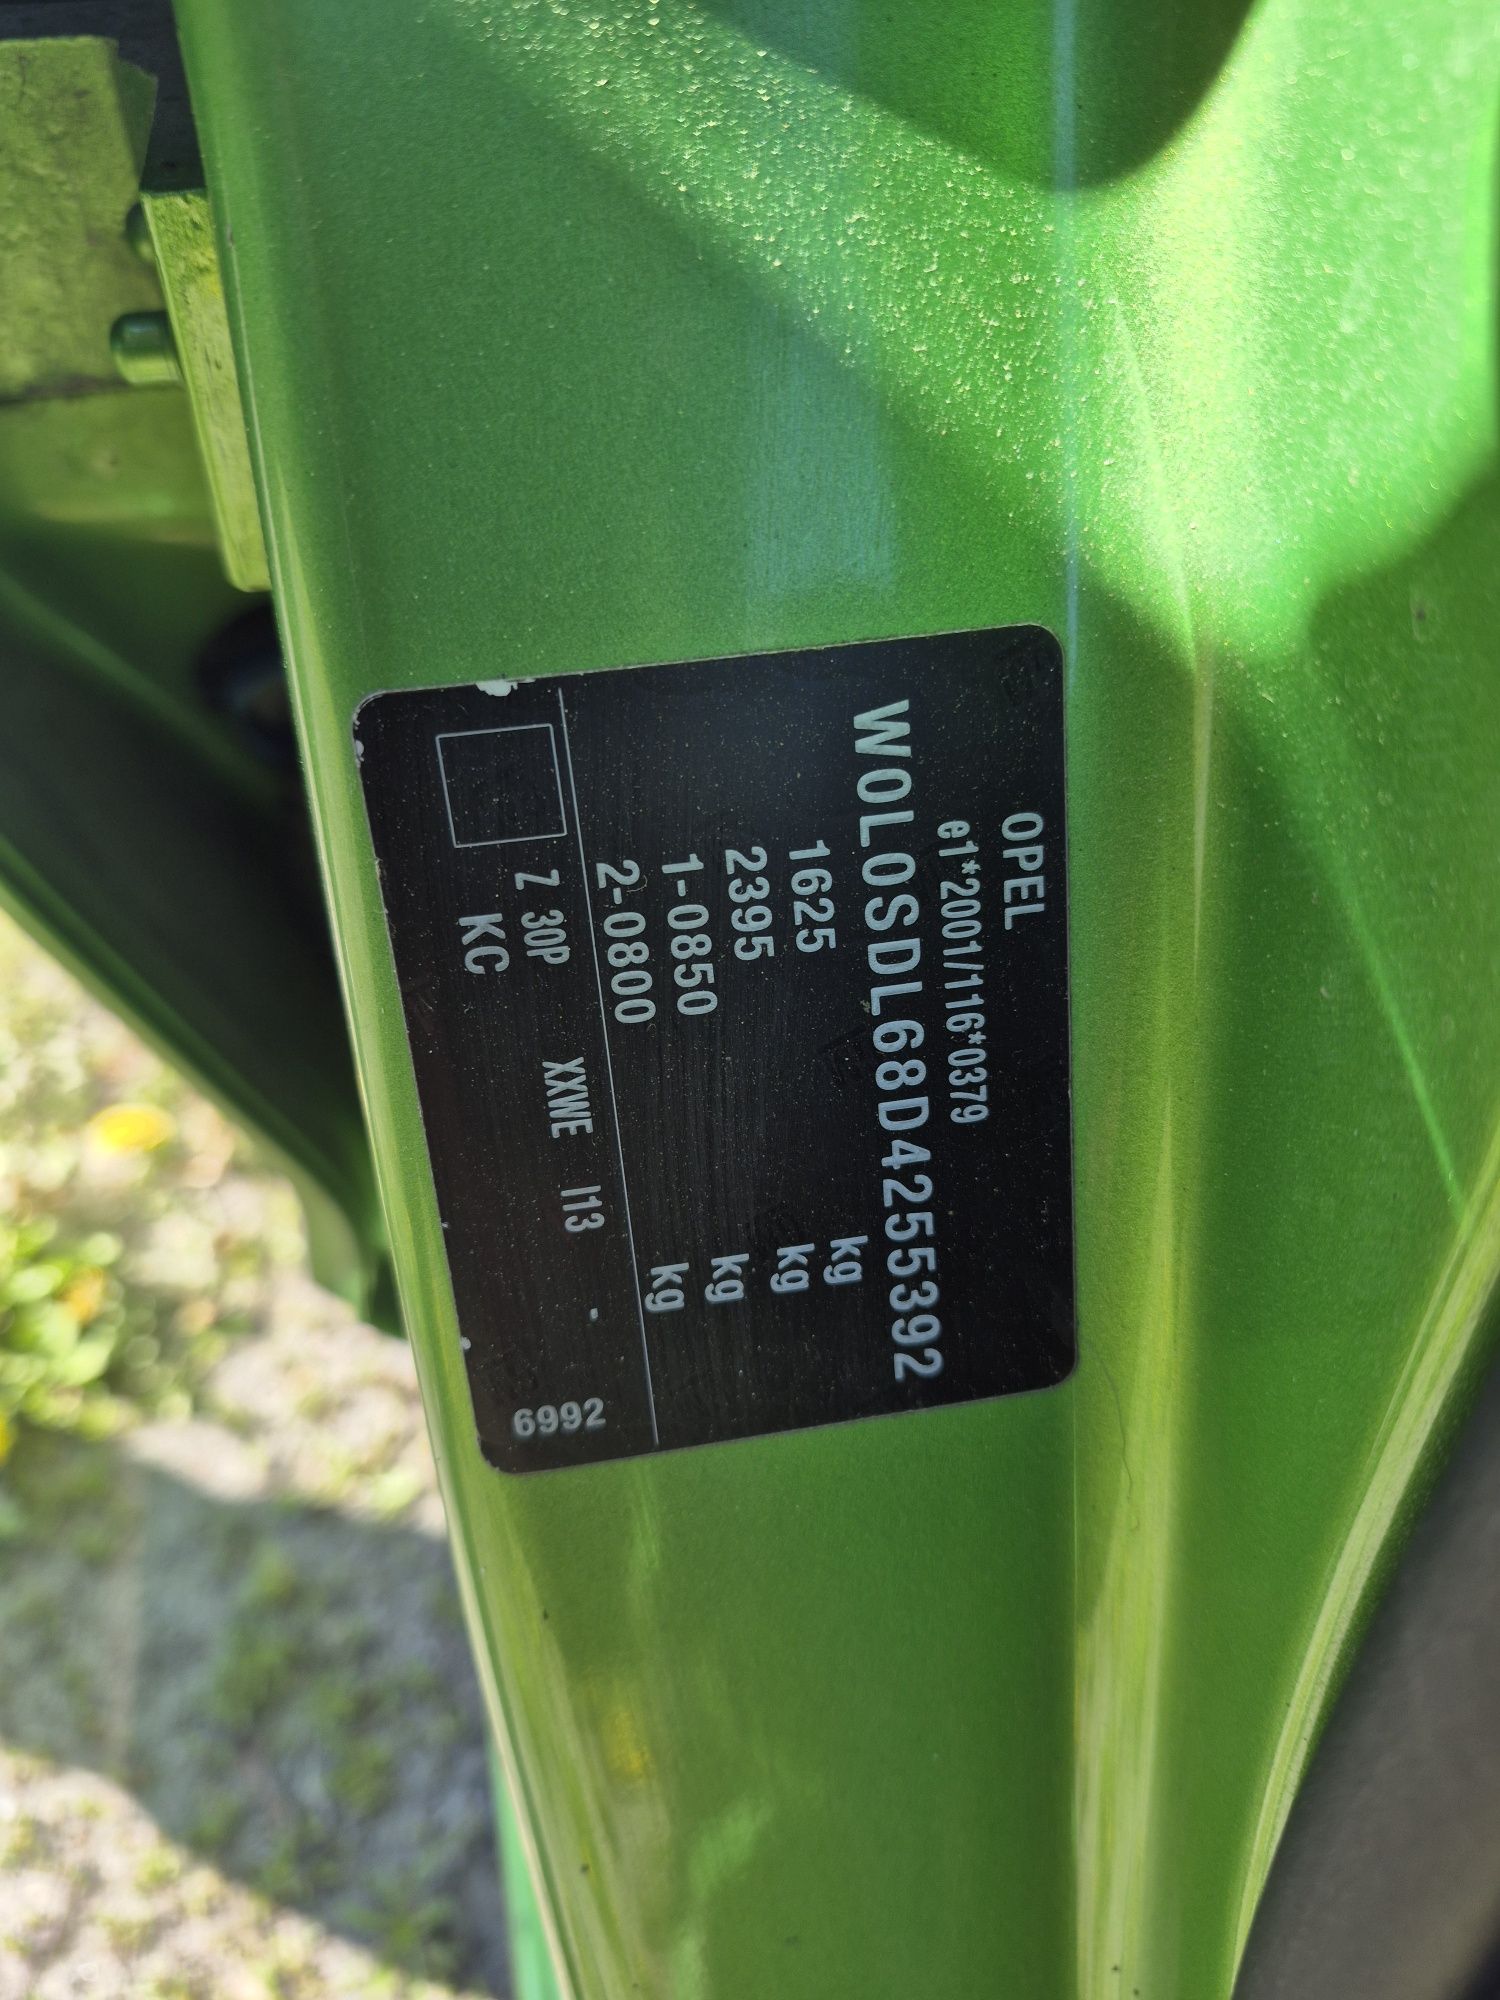 OPEL
e1*2001/116*0379
W0L0SDL68D4255392
1625 kg
2395 kg
1-0850 kg
2-0800 kg
Z 30P XXWE I13
KC 6992